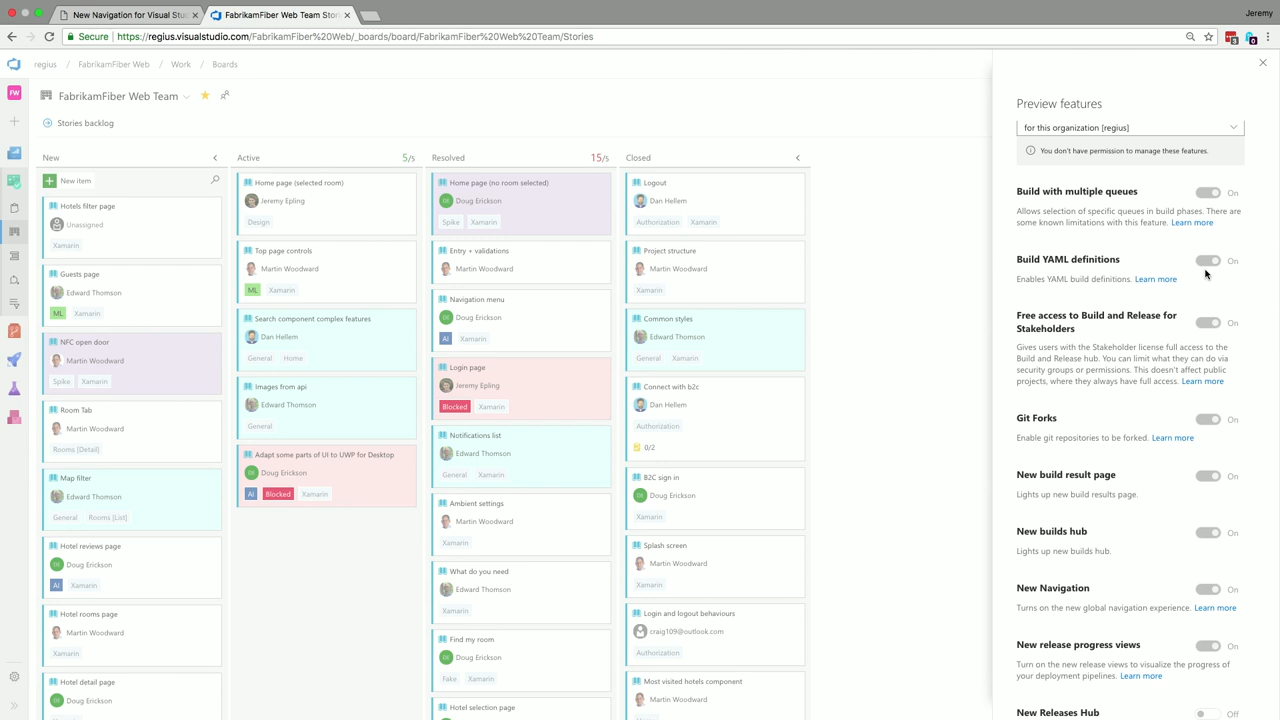 New Navigation for Visual Stu
FabrikamFiber Web Team Stori
Jeremy
Secure
https://regius.visualstudio.com/FabrikamFiber%20Web/_boards/board/FabrikamFiber%20Web%20Team/Stories
3
0
regius / FabrikamFiber Web / Work / Boards
FW
FabrikamFiber Web Team
Stories backlog
New
New item
Hotels filter page
Unassigned
Xamarin
Guests page
Edward Thomson
ML Xamarin
NFC open door
Martin Woodward
Spike Xamarin
Room Tab
Martin Woodward
Rooms [Detail]
Map filter
Edward Thomson
General Rooms [List]
Hotel reviews page
DE Doug Erickson
AI Xamarin
Hotel rooms page
Martin Woodward
Xamarin
Hotel detail page
DE Doug Erickson
Active 5/5
Home page (selected room)
Jeremy Epling
Design
Top page controls
Martin Woodward
ML Xamarin
Search component complex features
Dan Hellem
General Home
Images from api
Edward Thomson
General
Adapt some parts of UI to UWP for Desktop
DE Doug Erickson
AI Blocked Xamarin
Resolved 15/5
Home page (no room selected)
DE Doug Erickson
Spike Xamarin
Entry + validations
Martin Woodward
Navigation menu
DE Doug Erickson
AI Xamarin
Login page
Jeremy Epling
Blocked Xamarin
Notifications list
Edward Thomson
General Xamarin
Ambient settings
Martin Woodward
Xamarin
What do you need
Edward Thomson
Xamarin
Find my room
DE Doug Erickson
Fake Xamarin
Hotel selection page
Closed
Logout
Dan Hellem
Authorization Xamarin
Project structure
Martin Woodward
Xamarin
Common styles
Edward Thomson
General Xamarin
Connect with b2c
Dan Hellem
Authorization
0/2
B2C sign in
DE Doug Erickson
Xamarin
Splash screen
Martin Woodward
Xamarin
Login and logout behaviours
craig109@outlook.com
Authorization
Most visited hotels component
Martin Woodward
Preview features
for this organization [regius]
You don't have permission to manage these features.
Build with multiple queues On
Allows selection of specific queues in build phases. There are
some known limitations with this feature. Learn more
Build YAML definitions On
Enables YAML build definitions. Learn more
Free access to Build and Release for
Stakeholders On
Gives users with the Stakeholder license full access to the
Build and Release hub. You can limit what they can do via
security groups or permissions. This doesn't affect public
projects, where they always have full access. Learn more
Git Forks On
Enable git repositories to be forked. Learn more
New build result page On
Lights up new build results page.
New builds hub On
Lights up new builds hub.
New Navigation On
Turns on the new global navigation experience. Learn more
New release progress views On
Turn on the new release views to visualize the progress of
your deployment pipelines. Learn more
New Releases Hub Off